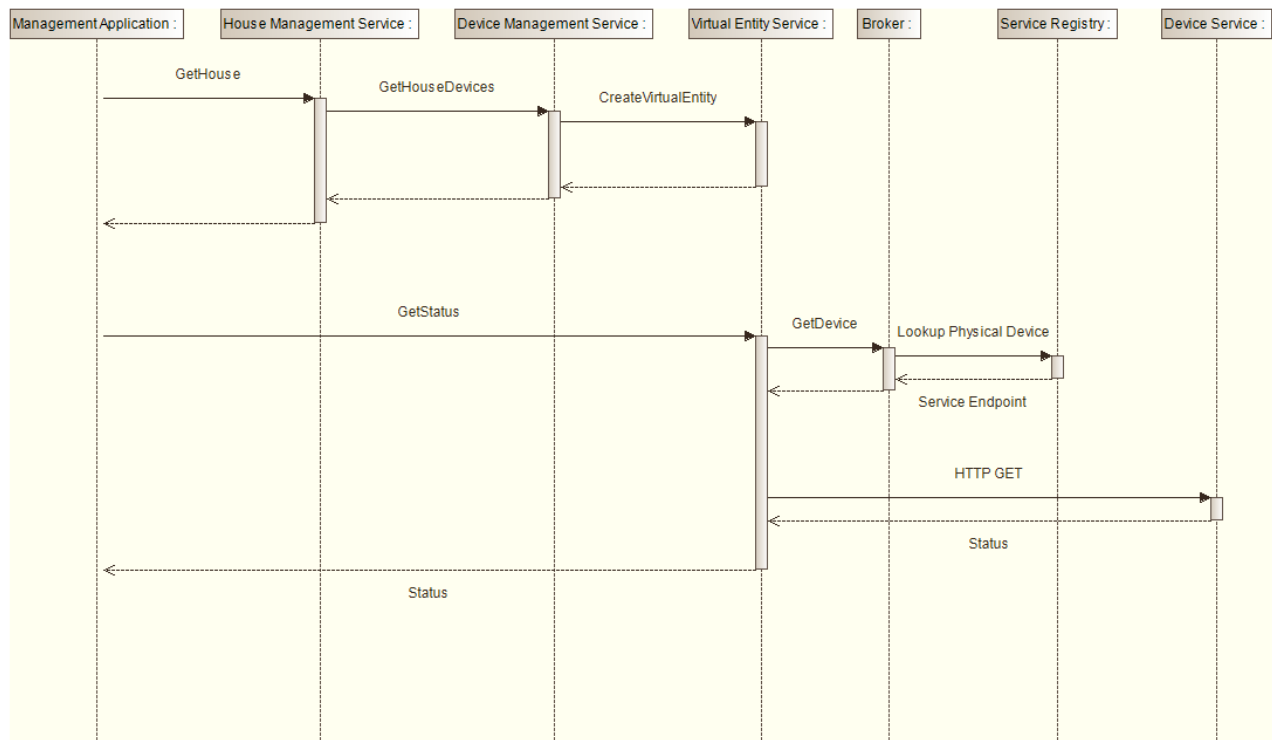 Management Application :
House Management Service :
Device Management Service :
Virtual Entity Service :
Broker :
Service Registry :
Device Service :
GetHouse
GetHouseDevices
CreateVirtualEntity
GetStatus
GetDevice
Lookup Physical Device
Service Endpoint
HTTP GET
Status
Status